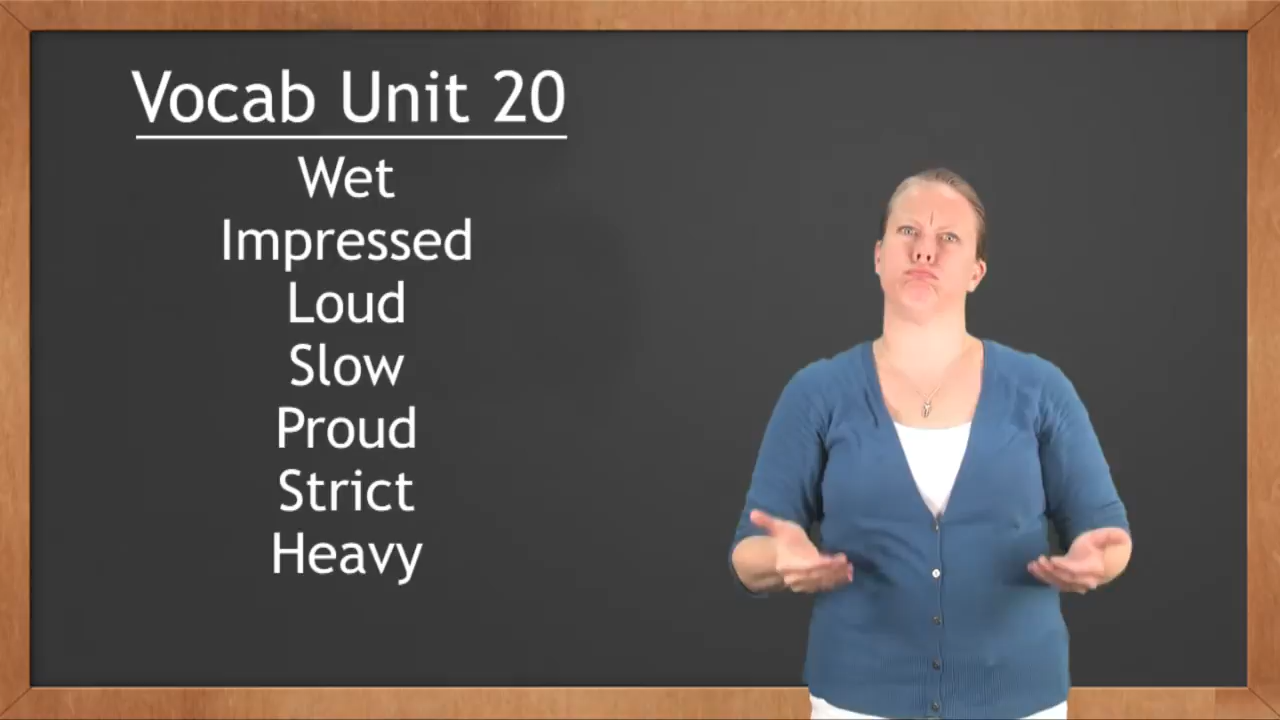 Vocab Unit 20
Wet
Impressed
Loud
Slow
Proud
Strict
Heavy